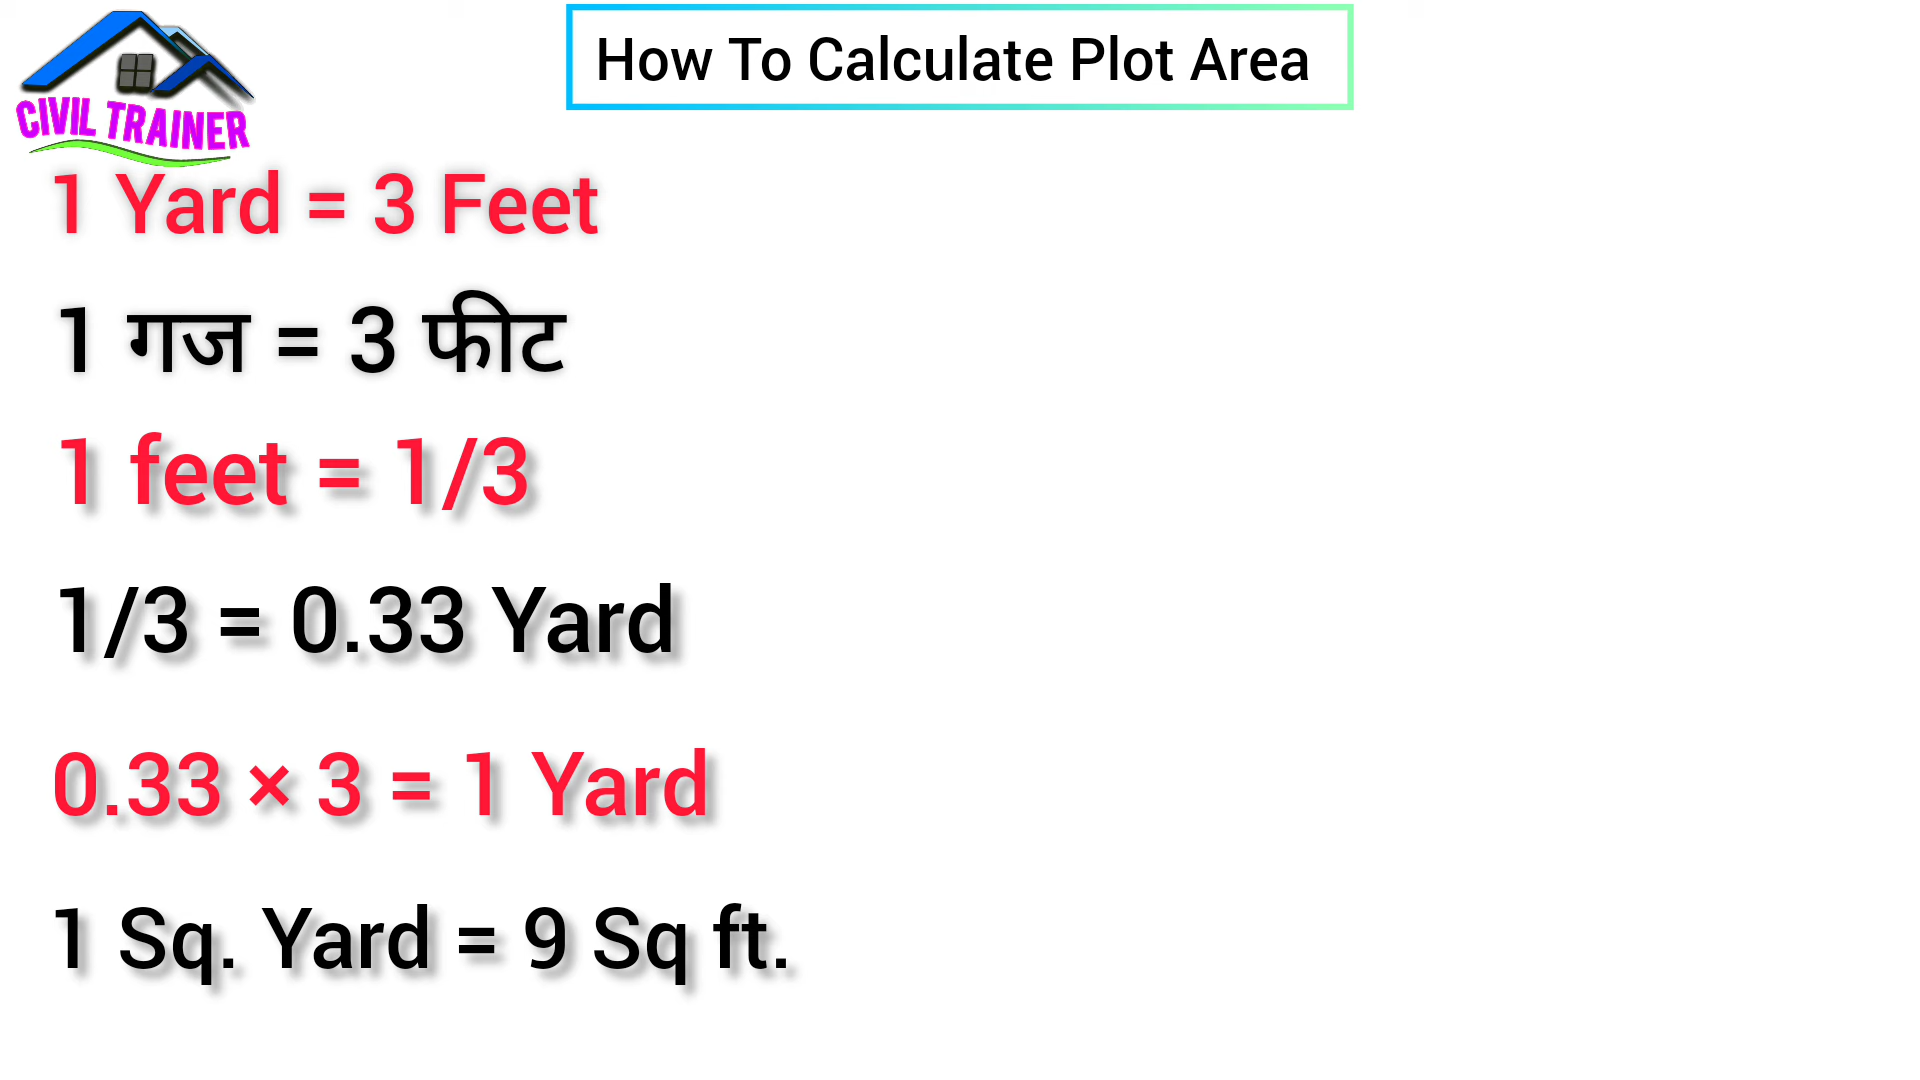 How To Calculate Plot Area
CIVIL TRAINER
1 Yard = 3 Feet
1 गज = 3 फीट
1 feet = 1/3
1/3 = 0.33 Yard
0.33 × 3 = 1 Yard
1 Sq. Yard = 9 Sq ft.